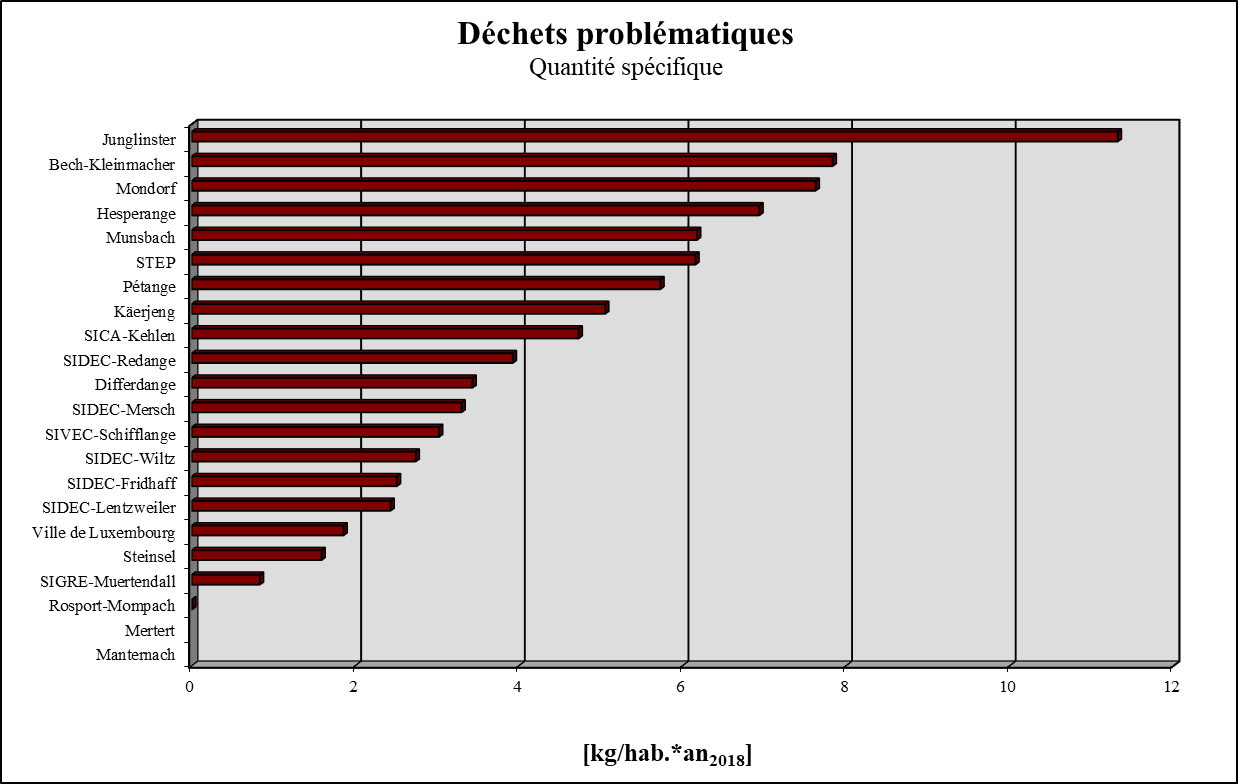 Déchets problématiques
Quantité spécifique
Junglinster
Bech-Kleinmacher
Mondorf
Hesperange
Munsbach
STEP
Pétange
Käerjeng
SICA-Kehlen
SIDEC-Redange
Differdange
SIDEC-Mersch
SIVEC-Schifflange
SIDEC-Wiltz
SIDEC-Fridhaff
SIDEC-Lentzweiler
Ville de Luxembourg
Steinsel
SIGRE-Muertendall
Rosport-Mompach
Mertert
Manternach
0 2 4 6 8 10 12
[kg/hab.*an2018]